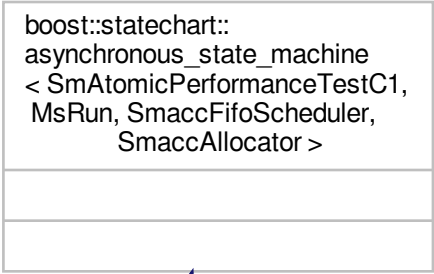 boost::statechart::
asynchronous_state_machine
< SmAtomicPerformanceTestC1,
MsRun, SmaccFifoScheduler,
SmaccAllocator >